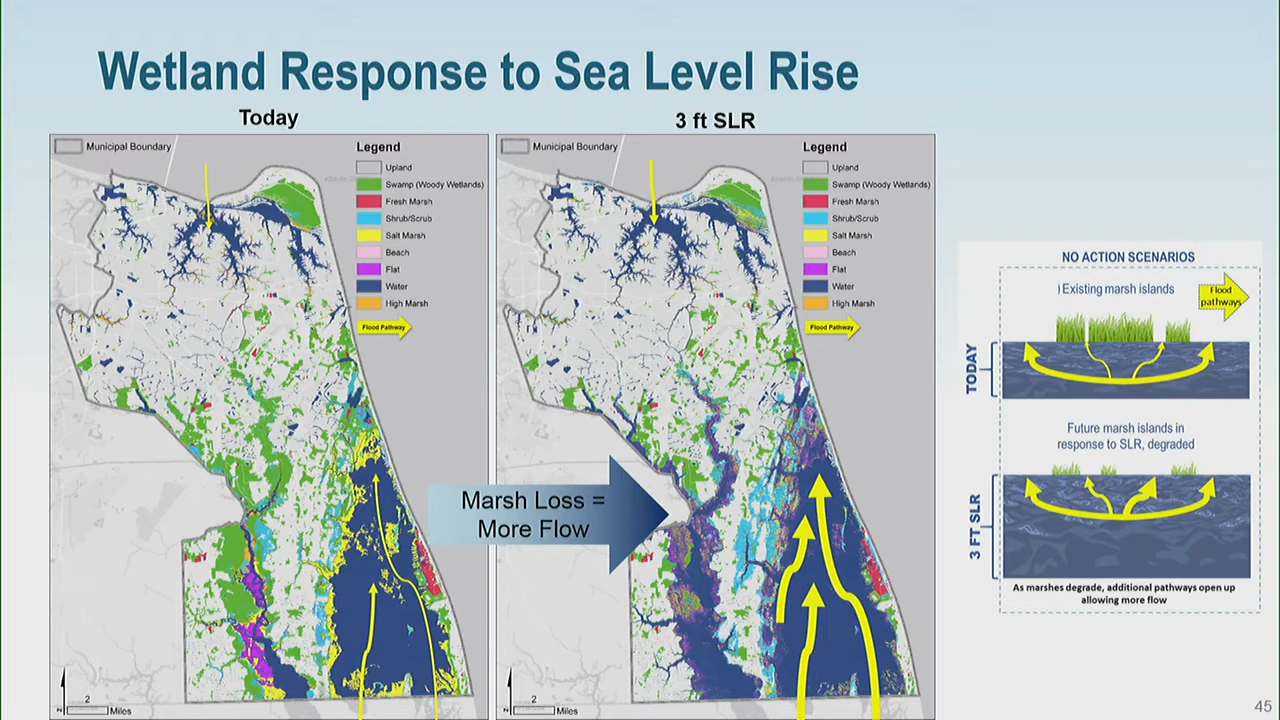 Wetland Response to Sea Level Rise
Today
3 ft SLR
Municipal Boundary
Legend
Upland
Swamp (Woody Wetlands)
Fresh Marsh
Shrub/Scrub
Salt Marsh
Beach
Flat
Water
High Marsh
Flood Pathway
2
Miles
Municipal Boundary
Legend
Upland
Swamp (Woody Wetlands)
Fresh Marsh
Shrub/Scrub
Salt Marsh
Beach
Flat
Water
High Marsh
Flood Pathway
2
Miles
Marsh Loss =
More Flow
NO ACTION SCENARIOS
Existing marsh islands
Flood
pathways
TODAY
Future marsh islands in
response to SLR, degraded
3 FT SLR
As marshes degrade, additional pathways open up
allowing more flow
45